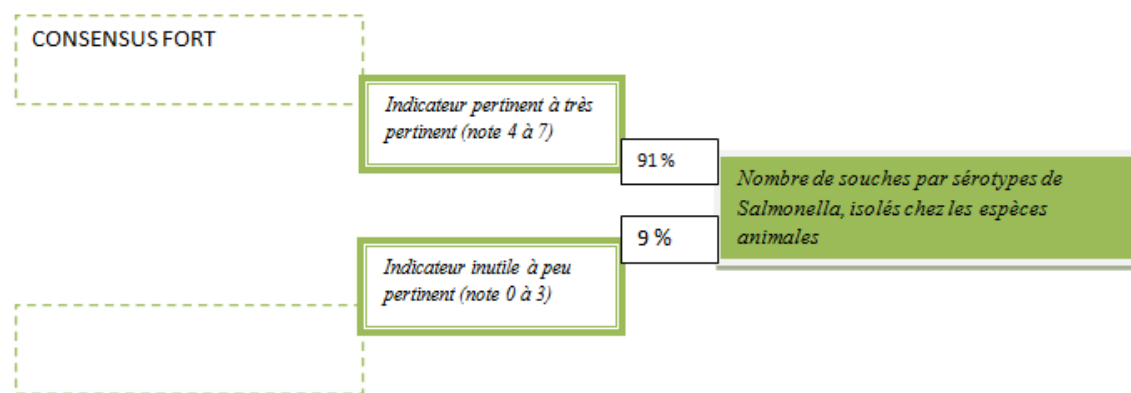 CONSENSUS FORT
Indicateur pertinent à très
pertinent (note 4 à 7)
91%
Nombre de souches par sérotypes de
Salmonella, isolés chez les espèces
animales
9 %
Indicateur inutile à peu
pertinent (note 0 à 3)